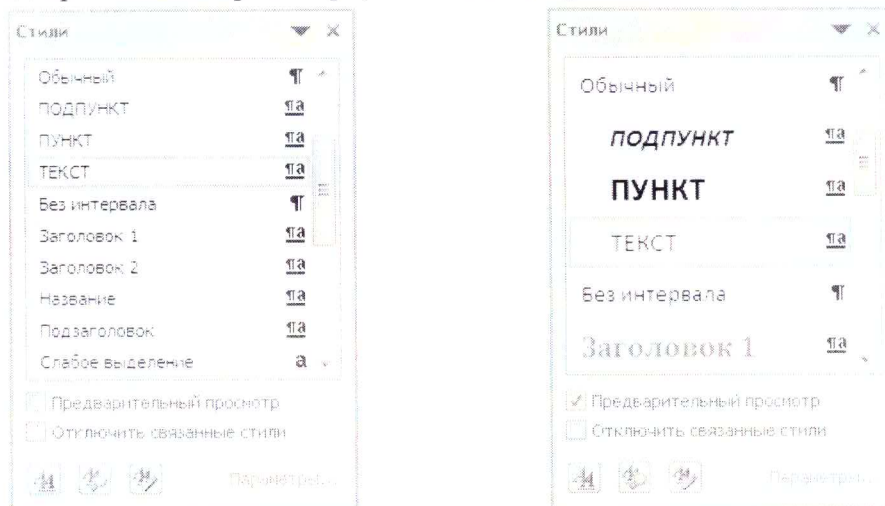 Стили
Обычный ¶
ПОДПУНКТ ¶a
ПУНКТ ¶a
ТЕКСТ ¶a
Без интервала ¶
Заголовок 1 ¶a
Заголовок 2 ¶a
Название ¶a
Подзаголовок ¶a
Слабое выделение a
Предварительный просмотр
Отключить связанные стили
Параметры...
Стили
Обычный ¶
ПОДПУНКТ ¶a
ПУНКТ ¶a
ТЕКСТ ¶a
Без интервала ¶
Заголовок 1 ¶a
Предварительный просмотр
Отключить связанные стили
Параметры...